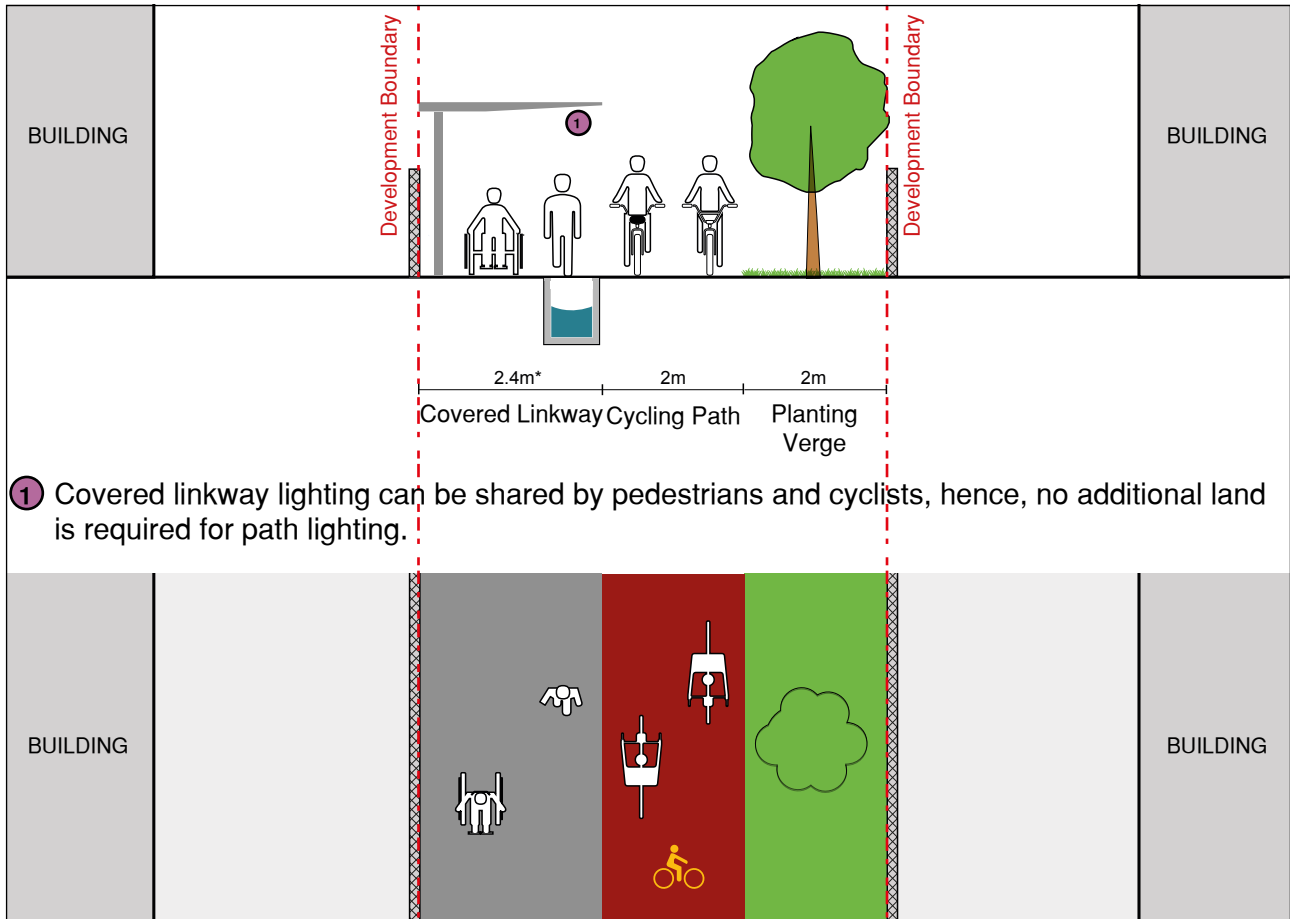 BUILDING
Development Boundary
1
Development Boundary
BUILDING
2.4m*
2m
2m
Covered Linkway
Cycling Path
Planting
Verge
1 Covered linkway lighting can be shared by pedestrians and cyclists, hence, no additional land
is required for path lighting.
BUILDING
BUILDING